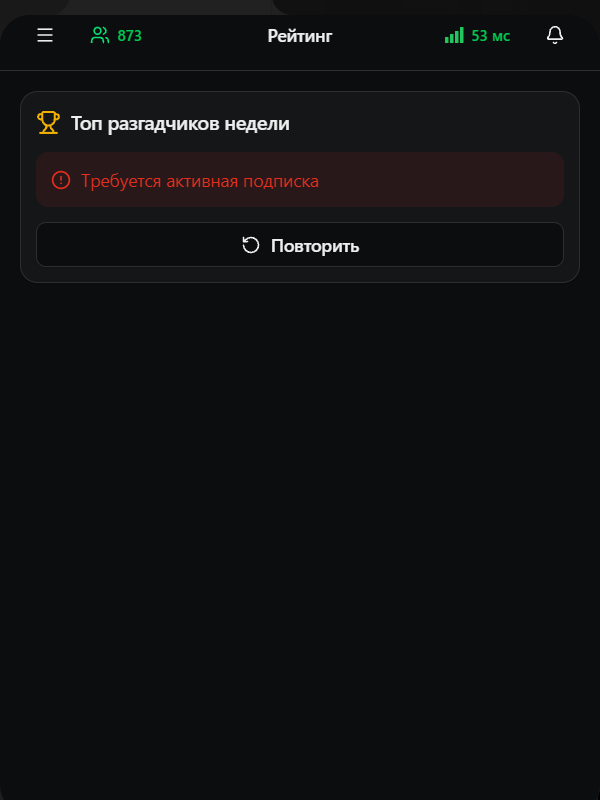 873
Рейтинг
53 мс
Топ разгадчиков недели
Требуется активная подписка
Повторить